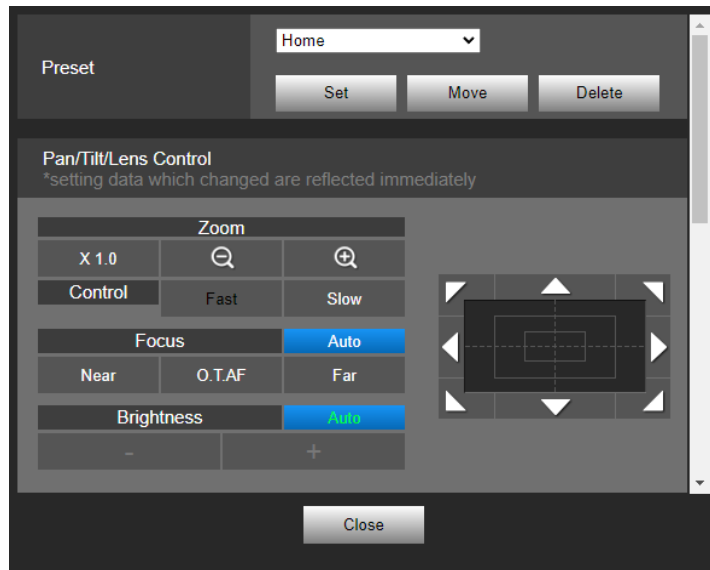 Home
Preset
Set Move Delete
Pan/Tilt/Lens Control
*setting data which changed are reflected immediately
Zoom
X 1.0
Control Fast Slow
Focus Auto
Near O.T.AF Far
Brightness Auto
- +
Close